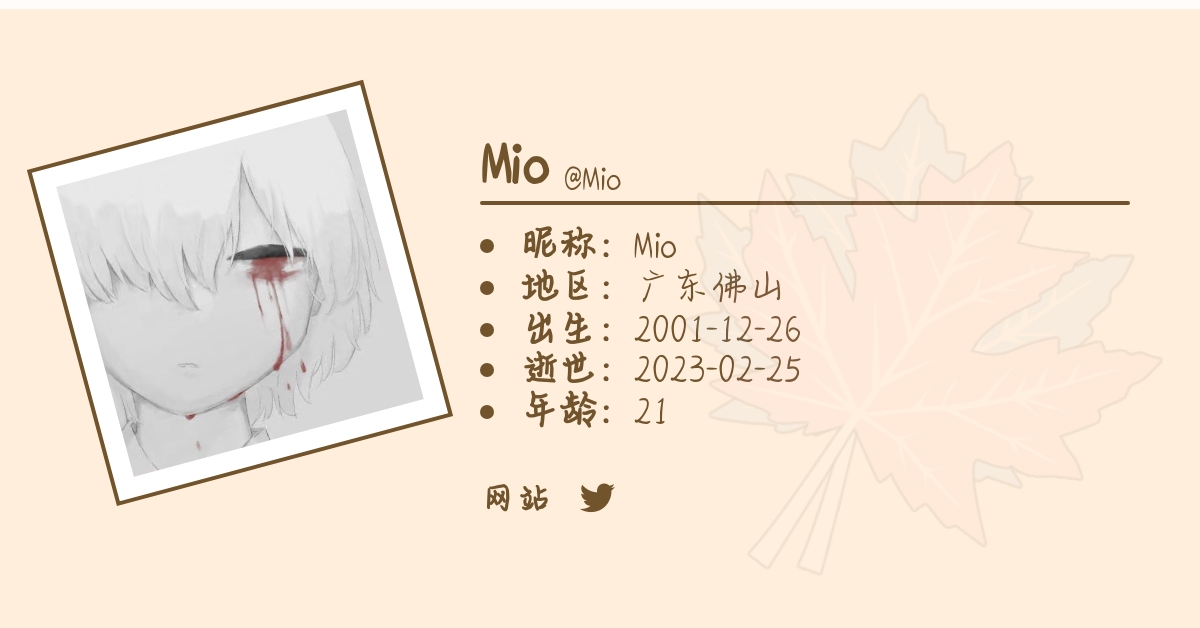 Mio @Mio
昵称： Mio
地区： 广东佛山
出生： 2001-12-26
逝世： 2023-02-25
年龄： 21
网站